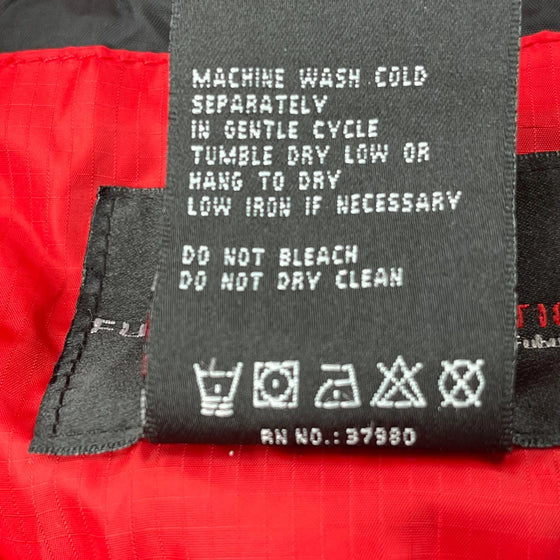 MACHINE WASH COLD
SEPARATELY
IN GENTLE CYCLE
TUMBLE DRY LOW OR
HANG TO DRY
LOW IRON IF NECESSARY
DO NOT BLEACH
DO NOT DRY CLEAN
RN NO.: 37980